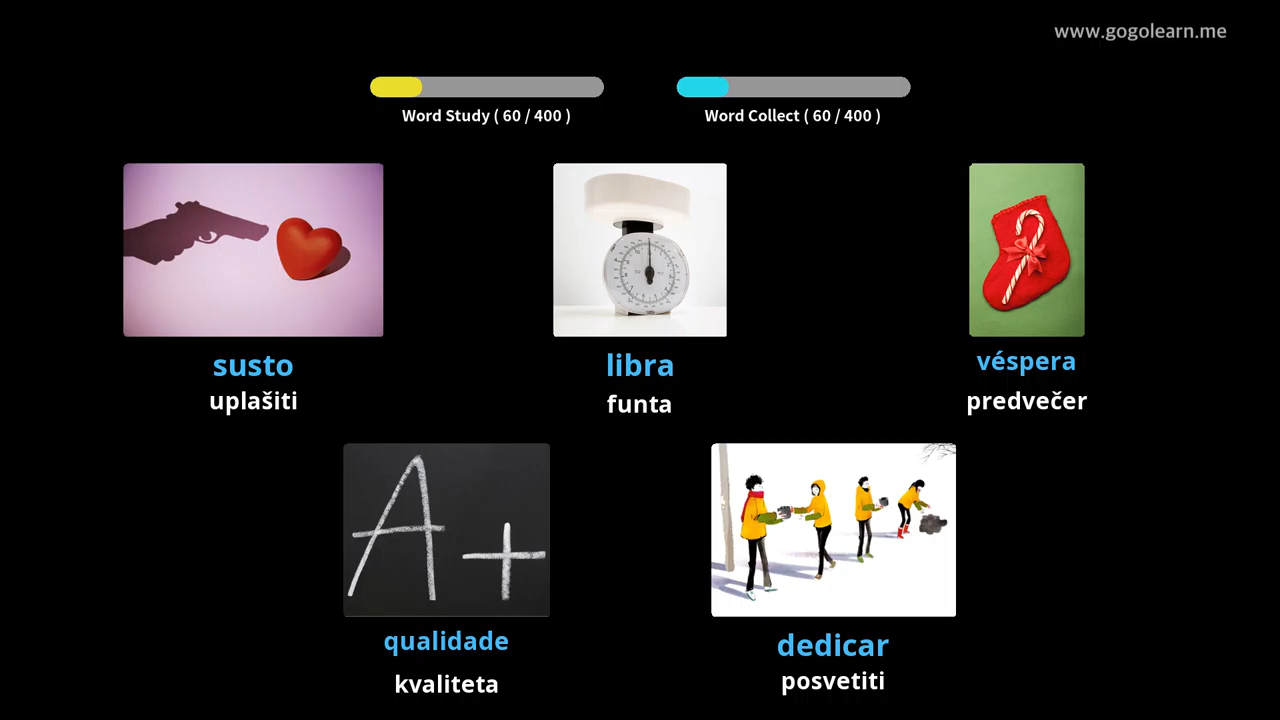 www.gogolearn.me
Word Study ( 60 / 400 )
Word Collect ( 60 / 400 )
susto
uplašiti
libra
funta
véspera
predvečer
A+
qualidade
kvaliteta
dedicar
posvetiti